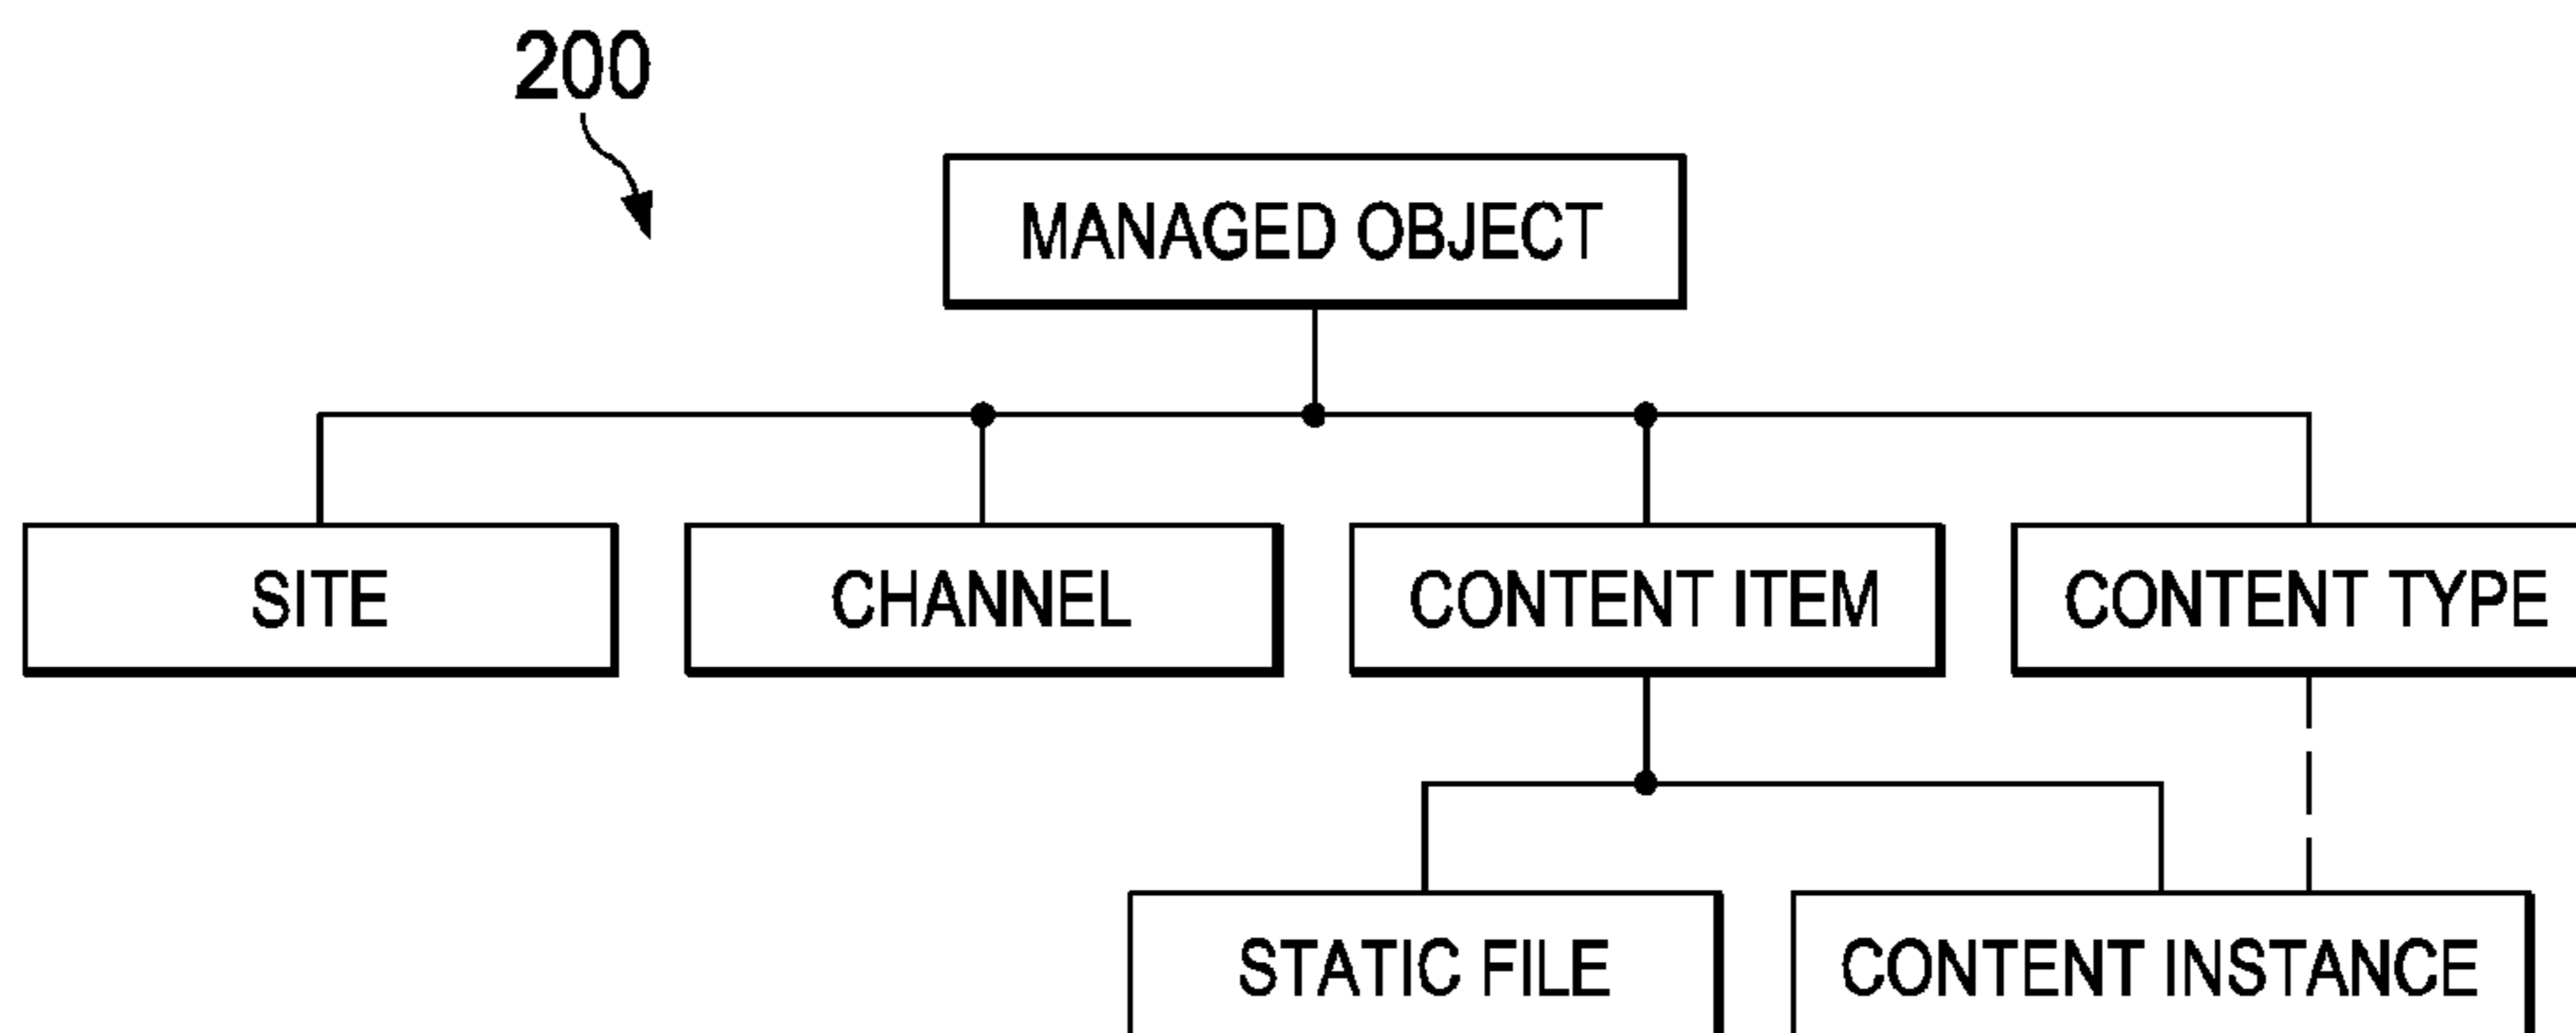 200
MANAGED OBJECT
SITE
CHANNEL
CONTENT ITEM
CONTENT TYPE
STATIC FILE
CONTENT INSTANCE